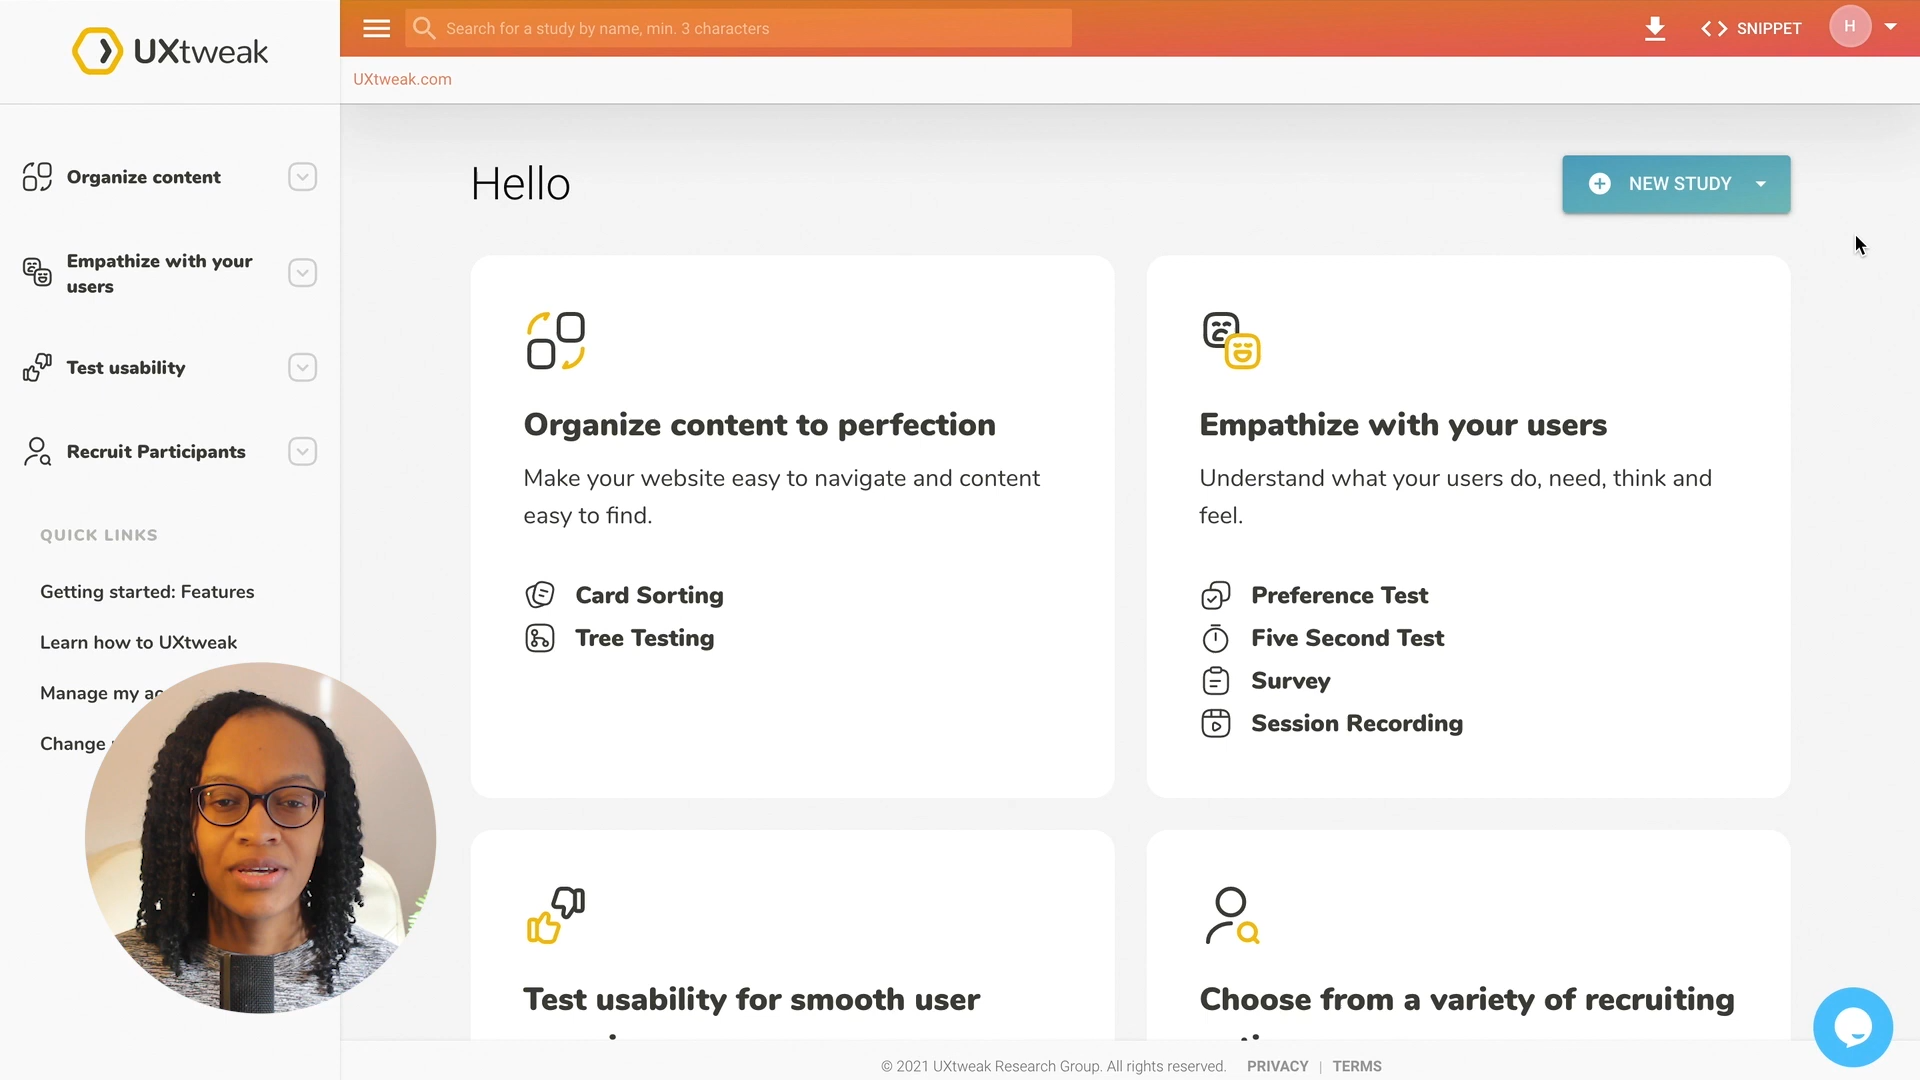 UXtweak
Search for a study by name, min. 3 characters
SNIPPET
H
UXtweak.com
Organize content
Empathize with your
users
Test usability
Recruit Participants
QUICK LINKS
Getting started: Features
Learn how to UXtweak
Manage my
Change
Hello
NEW STUDY
Organize content to perfection
Make your website easy to navigate and content
easy to find.
Card Sorting
Tree Testing
Empathize with your users
Understand what your users do, need, think and
feel.
Preference Test
Five Second Test
Survey
Session Recording
Test usability for smooth user
Choose from a variety of recruiting
© 2021 UXtweak Research Group. All rights reserved.
PRIVACY | TERMS